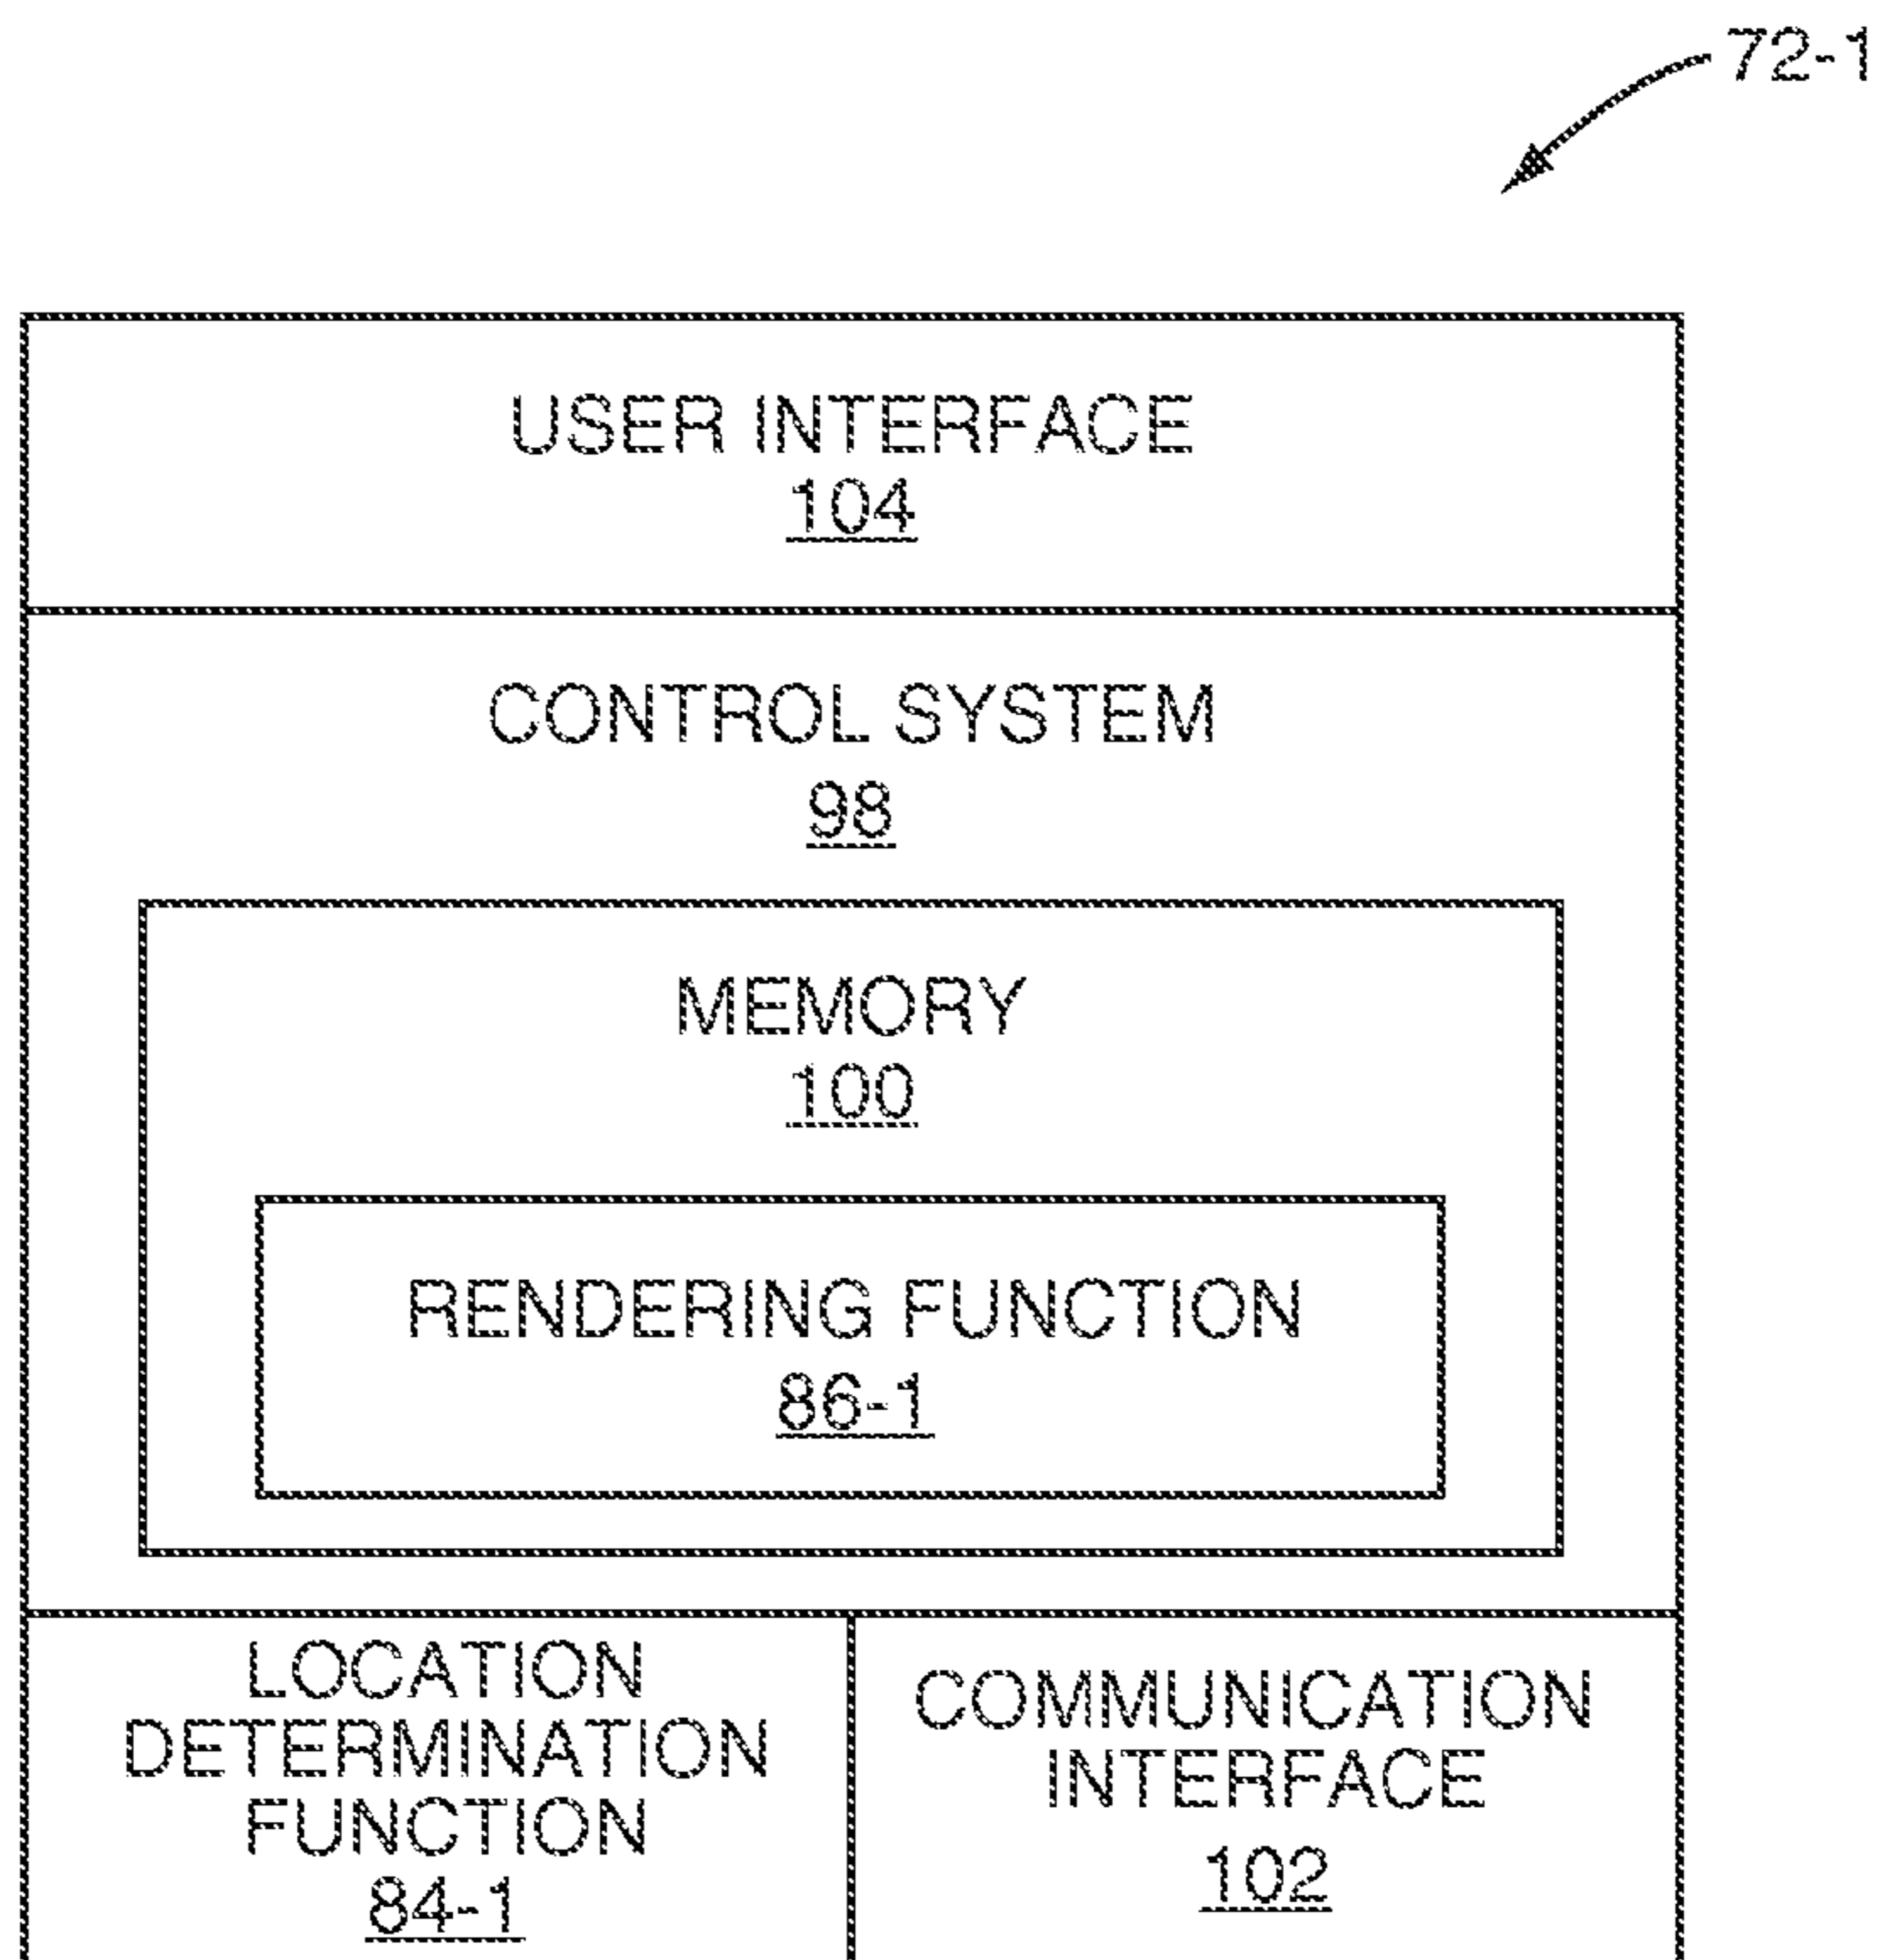 72-1
USER INTERFACE
104
CONTROL SYSTEM
98
MEMORY
100
RENDERING FUNCTION
86-1
LOCATION
DETERMINATION
FUNCTION
84-1
COMMUNICATION
INTERFACE
102